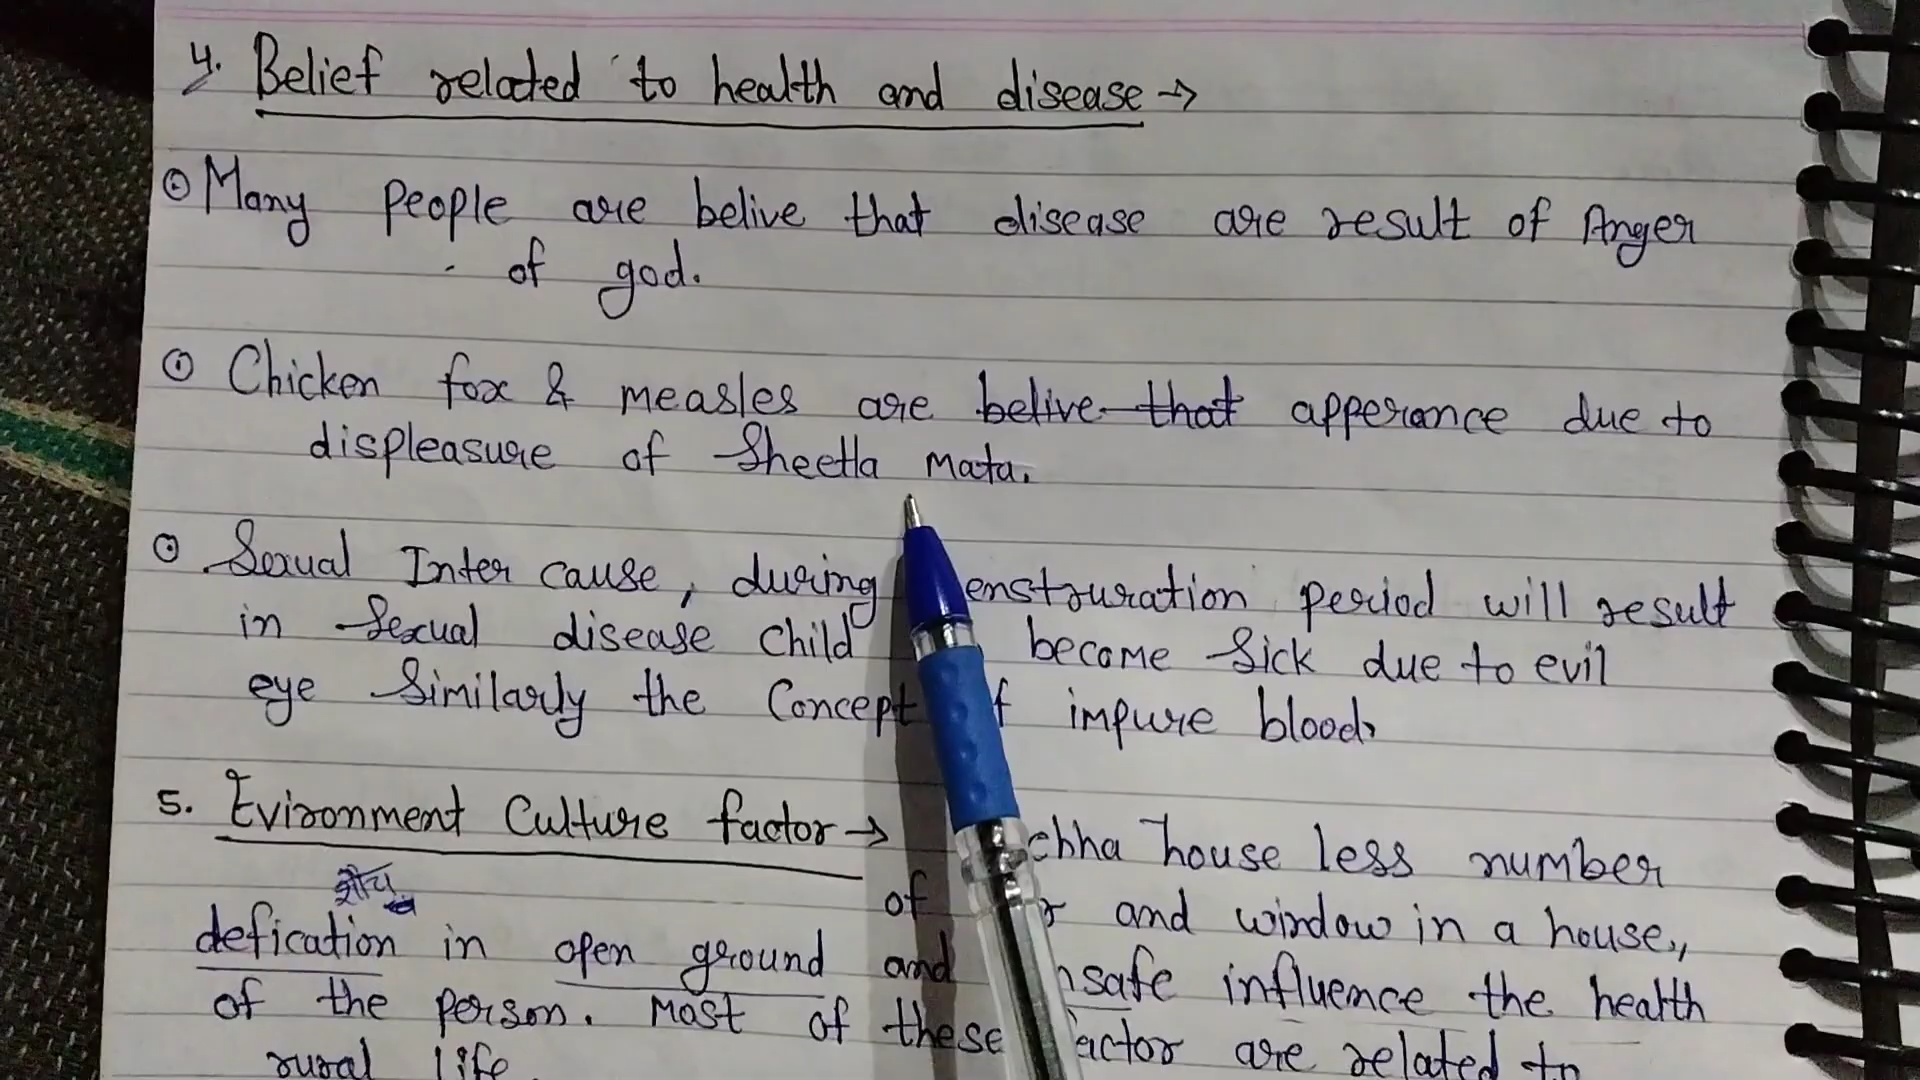 4. Belief related to health and disease →
Many people are belive that disease are result of Anger
of god.
Chicken fox & measles are belive that apperance due to
displeasure of Sheetla Mata.
Sexual Inter cause, during enstruration period will result
in Sexual disease child become Sick due to evil
eye Similarly the Concept f impure blood.
5. Evironment Culture factor → chha house less number
शौच
of r and window in a house,,
defication in open ground and nsafe influence the health
of the person. Most of these actor are related to
rural life.